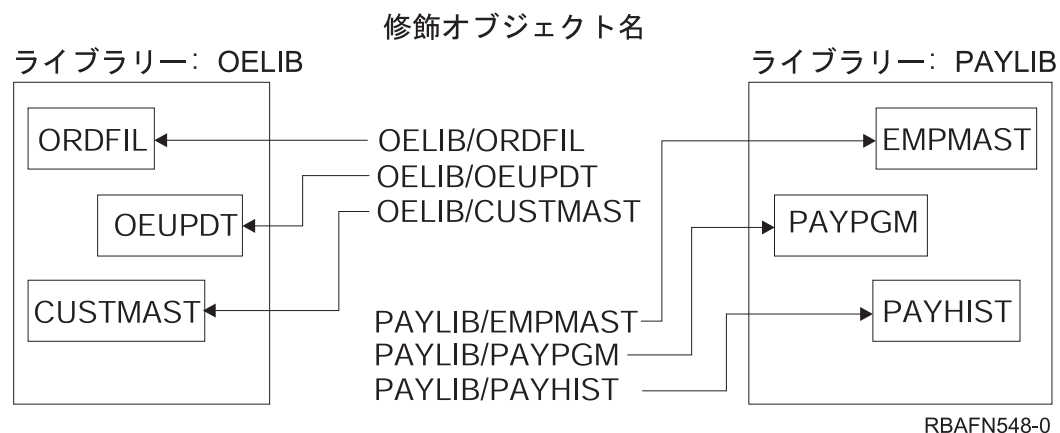 修飾オブジェクト名
ライブラリー: OELIB
ライブラリー: PAYLIB
ORDFIL
OEUPDT
CUSTMAST
OELIB/ORDFIL
OELIB/OEUPDT
OELIB/CUSTMAST
PAYLIB/EMPMAST
PAYLIB/PAYPGM
PAYLIB/PAYHIST
EMPMAST
PAYPGM
PAYHIST
RBAFN548-0